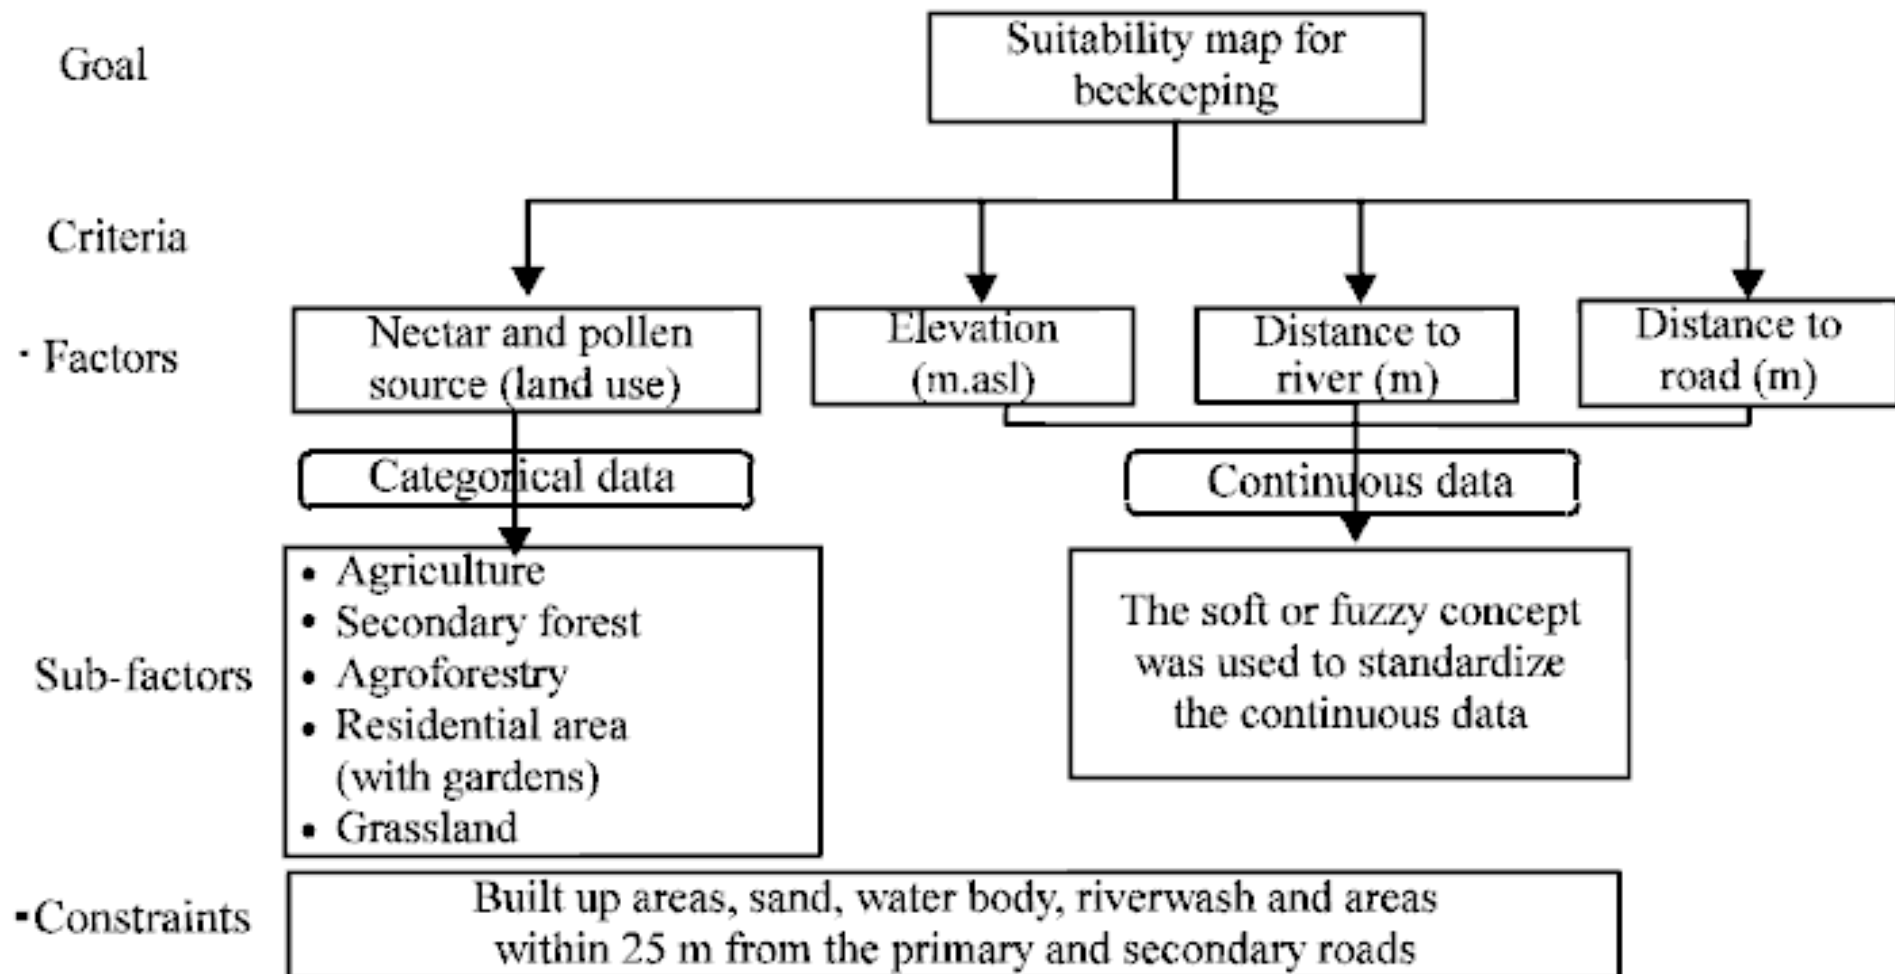 Goal
Suitability map for
beekeeping
Criteria
· Factors
Nectar and pollen
source (land use)
Elevation
(m.asl)
Distance to
river (m)
Distance to
road (m)
Categorical data
Continuous data
Sub-factors
• Agriculture
• Secondary forest
• Agroforestry
• Residential area
(with gardens)
• Grassland
The soft or fuzzy concept
was used to standardize
the continuous data
▪Constraints
Built up areas, sand, water body, riverwash and areas
within 25 m from the primary and secondary roads